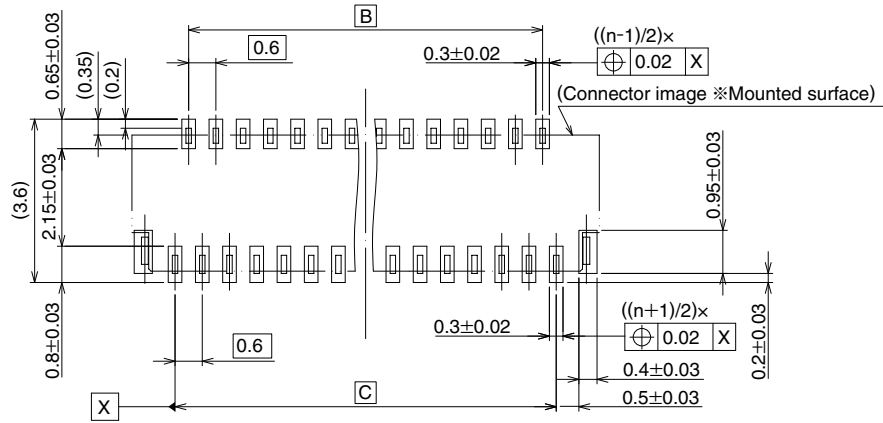 B
0.6
0.3±0.02
((n-1)/2)×
0.02 X
(Connector image ※Mounted surface)
0.65±0.03
(0.35)
(0.2)
(3.6)
2.15±0.03
0.8±0.03
0.95±0.03
0.2±0.03
0.6
0.3±0.02
((n+1)/2)×
0.02 X
0.4±0.03
0.5±0.03
X
C